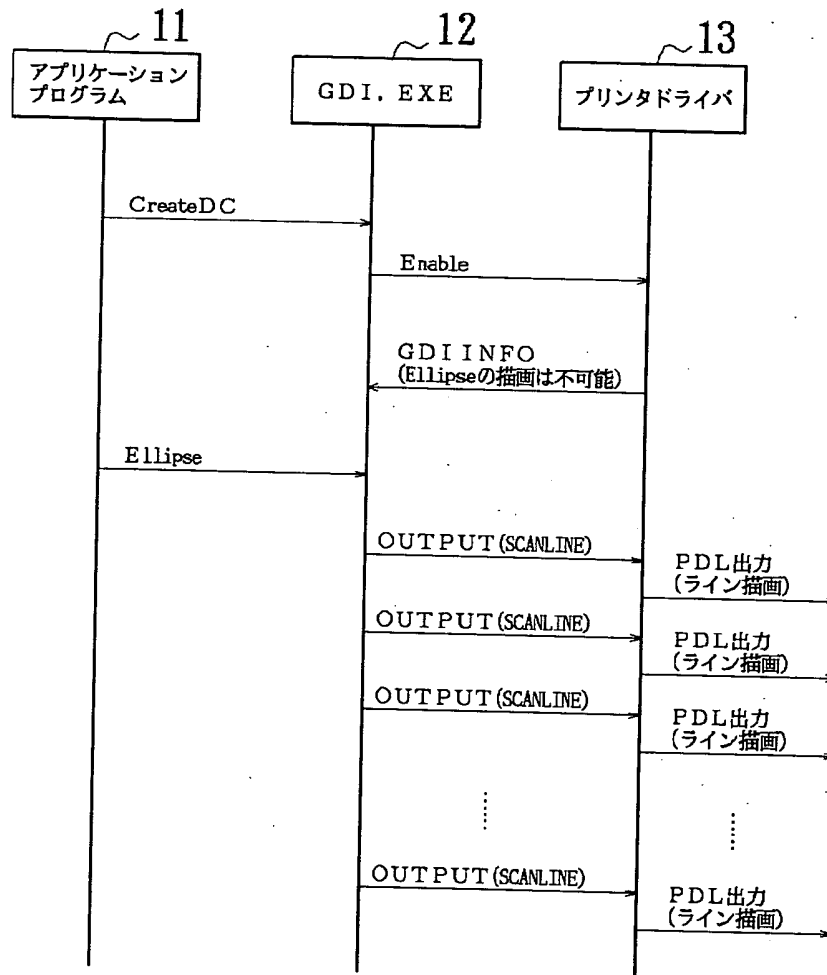 11
12
13
アプリケーション
プログラム
ＧＤＩ．ＥＸＥ
プリンタドライバ
CreateＤＣ
Enable
ＧＤＩＩＮＦＯ
(Ellipseの描画は不可能)
Ellipse
ＯＵＴＰＵＴ(SCANLINE)
ＰＤＬ出力
(ライン描画)
ＯＵＴＰＵＴ(SCANLINE)
ＰＤＬ出力
(ライン描画)
ＯＵＴＰＵＴ(SCANLINE)
ＰＤＬ出力
(ライン描画)
ＯＵＴＰＵＴ(SCANLINE)
ＰＤＬ出力
(ライン描画)